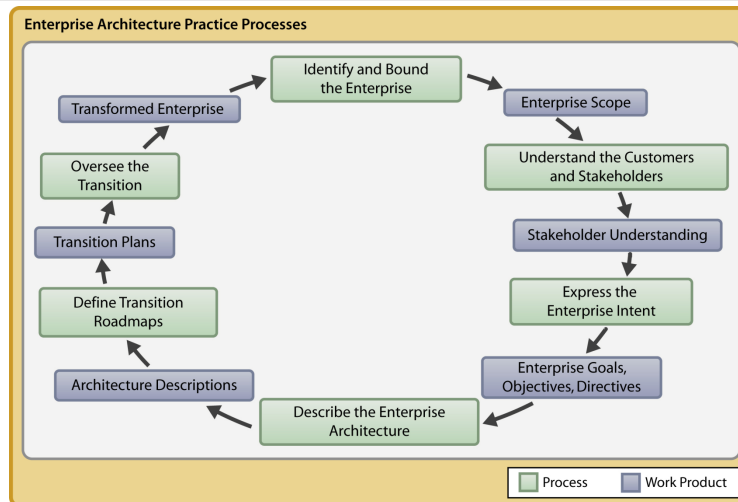 Enterprise Architecture Practice Processes
Identify and Bound
the Enterprise
Enterprise Scope
Understand the Customers
and Stakeholders
Stakeholder Understanding
Express the
Enterprise Intent
Enterprise Goals,
Objectives, Directives
Describe the Enterprise
Architecture
Architecture Descriptions
Define Transition
Roadmaps
Transition Plans
Oversee the
Transition
Transformed Enterprise
Process
Work Product